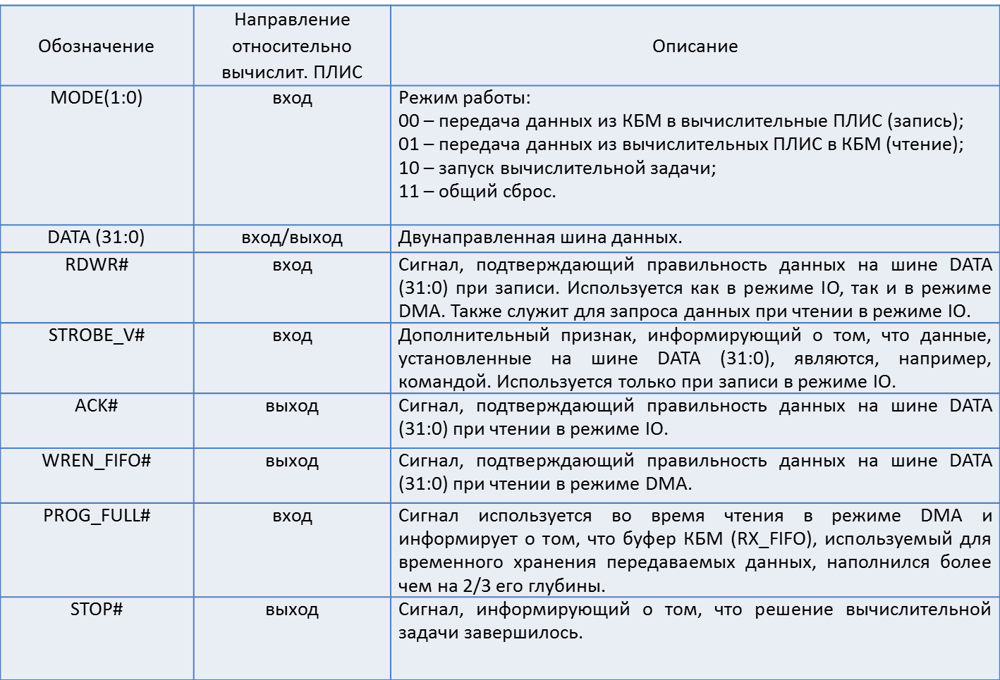 Обозначение
Направление
относительно
вычислит. ПЛИС
Описание
MODE(1:0)
вход
Режим работы:
00 – передача данных из КБМ в вычислительные ПЛИС (запись);
01 – передача данных из вычислительных ПЛИС в КБМ (чтение);
10 – запуск вычислительной задачи;
11 – общий сброс.
DATA (31:0)
вход/выход
Двунаправленная шина данных.
RDWR#
вход
Сигнал, подтверждающий правильность данных на шине DATA
(31:0) при записи. Используется как в режиме IO, так и в режиме
DMA. Также служит для запроса данных при чтении в режиме IO.
STROBE_V#
вход
Дополнительный признак, информирующий о том, что данные,
установленные на шине DATA (31:0), являются, например,
командой. Используется только при записи в режиме IO.
ACK#
выход
Сигнал, подтверждающий правильность данных на шине DATA
(31:0) при чтении в режиме IO.
WREN_FIFO#
выход
Сигнал, подтверждающий правильность данных на шине DATA
(31:0) при чтении в режиме DMA.
PROG_FULL#
вход
Сигнал используется во время чтения в режиме DMA и
информирует о том, что буфер КБМ (RX_FIFO), используемый для
временного хранения передаваемых данных, наполнился более
чем на 2/3 его глубины.
STOP#
выход
Сигнал, информирующий о том, что решение вычислительной
задачи завершилось.